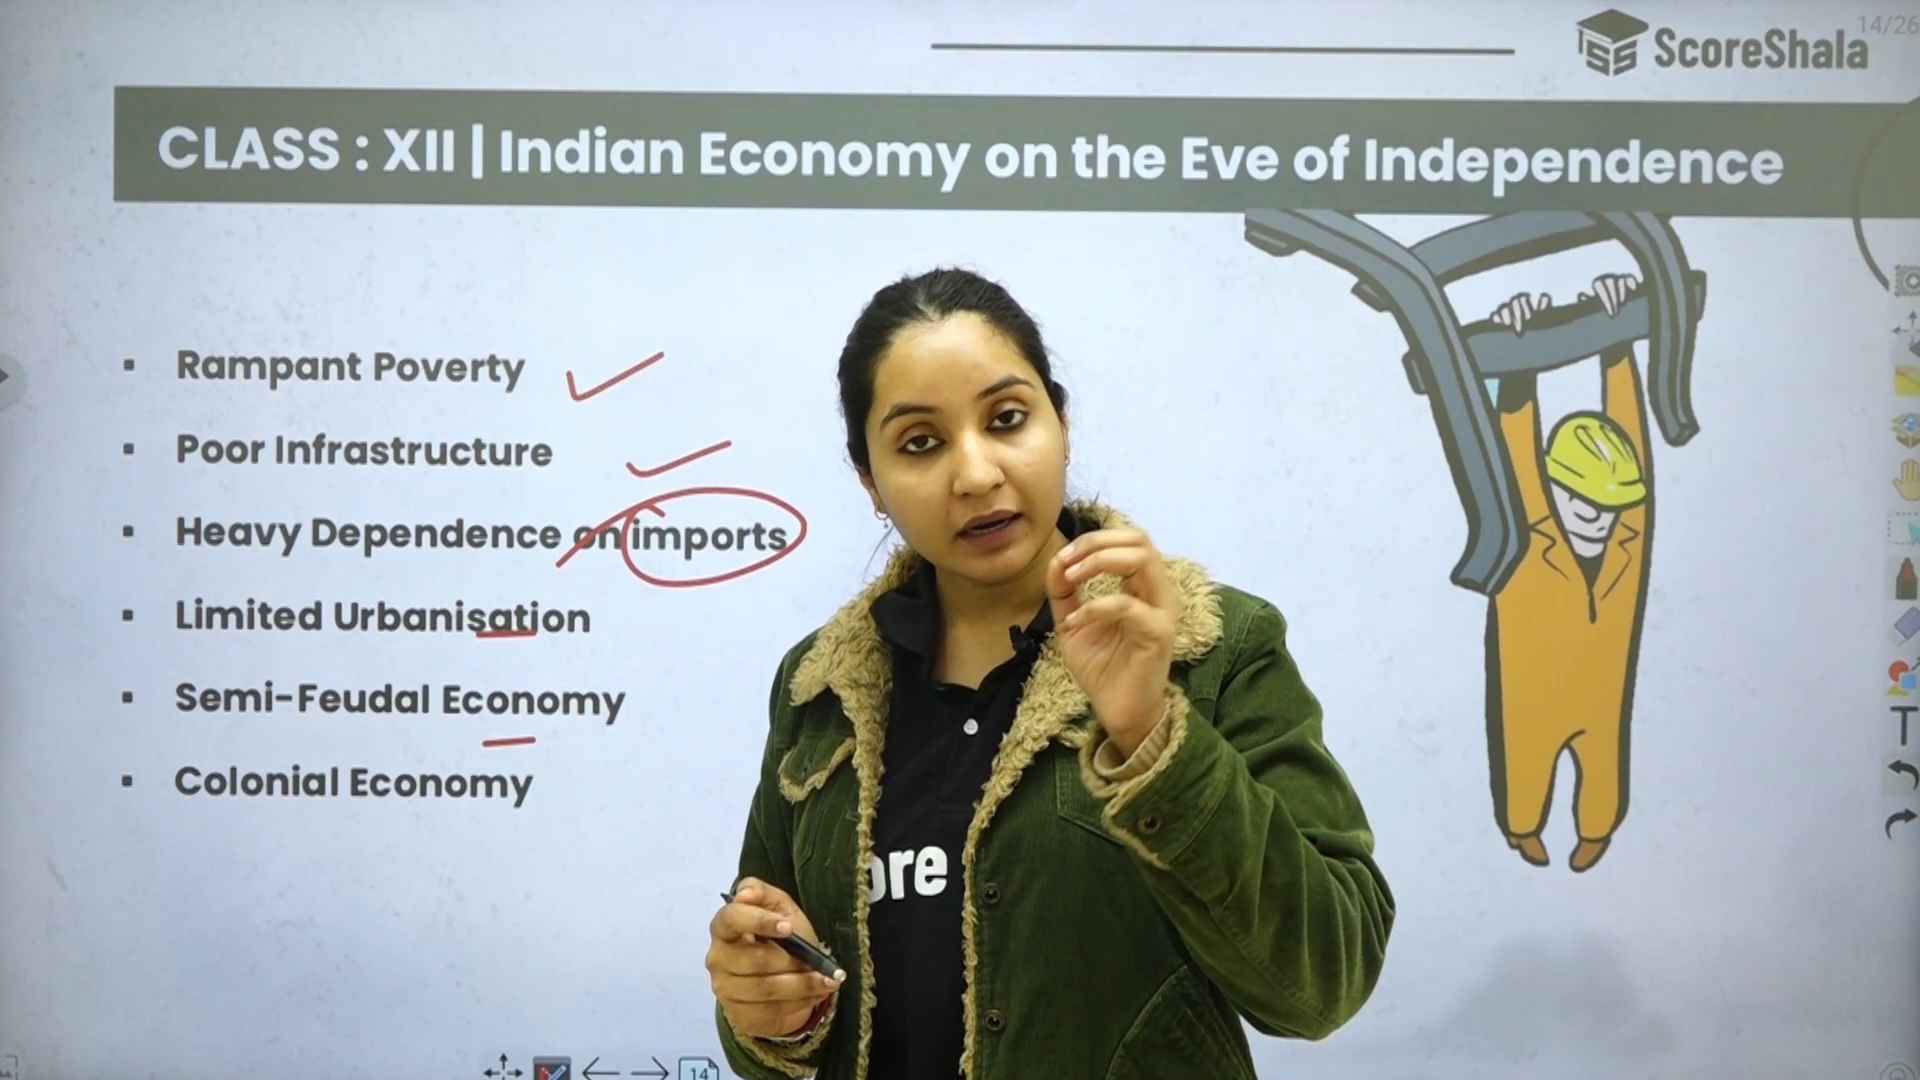 14/26
ScoreShala
CLASS : XII | Indian Economy on the Eve of Independence
▪ Rampant Poverty
▪ Poor Infrastructure
▪ Heavy Dependence on imports
▪ Limited Urbanisation
▪ Semi-Feudal Economy
▪ Colonial Economy
ore
14